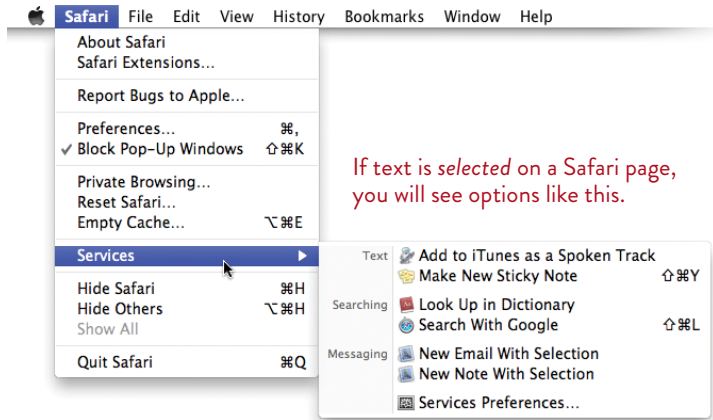 Safari File Edit View History Bookmarks Window Help
About Safari
Safari Extensions...
Report Bugs to Apple...
Preferences... ⌘,
✓ Block Pop-Up Windows ⇧⌘K
Private Browsing...
Reset Safari...
Empty Cache... ⌥⌘E
Services ▶
Hide Safari ⌘H
Hide Others ⌥⌘H
Show All
Quit Safari ⌘Q
If text is selected on a Safari page,
you will see options like this.
Text Add to iTunes as a Spoken Track
Make New Sticky Note ⇧⌘Y
Searching Look Up in Dictionary
Search With Google ⇧⌘L
Messaging New Email With Selection
New Note With Selection
Services Preferences...